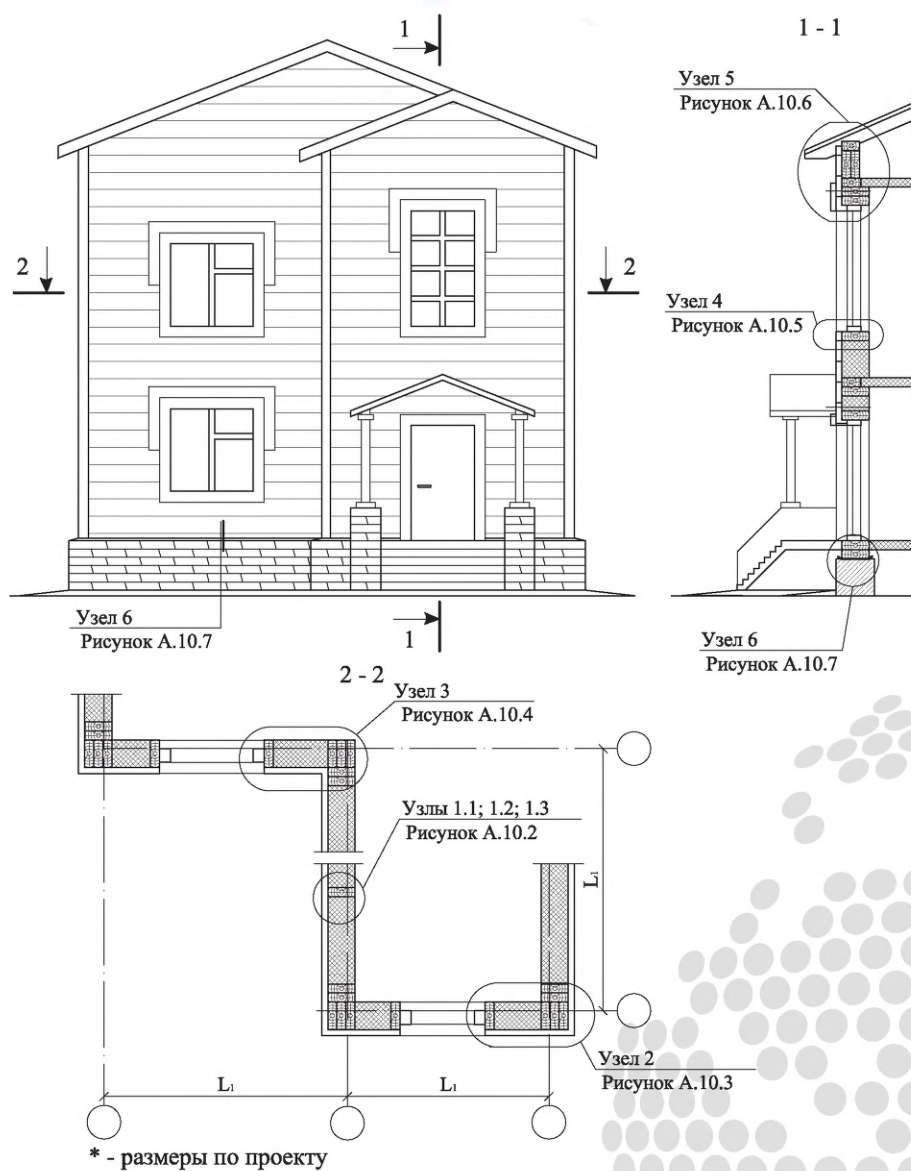 1
1 - 1
Узел 5
Рисунок А.10.6
2
2
Узел 4
Рисунок А.10.5
Узел 6
Рисунок А.10.7
1
Узел 6
Рисунок А.10.7
2 - 2
Узел 3
Рисунок А.10.4
Узлы 1.1; 1.2; 1.3
Рисунок А.10.2
L₁
Узел 2
Рисунок А.10.3
L₁
L₁
* - размеры по проекту